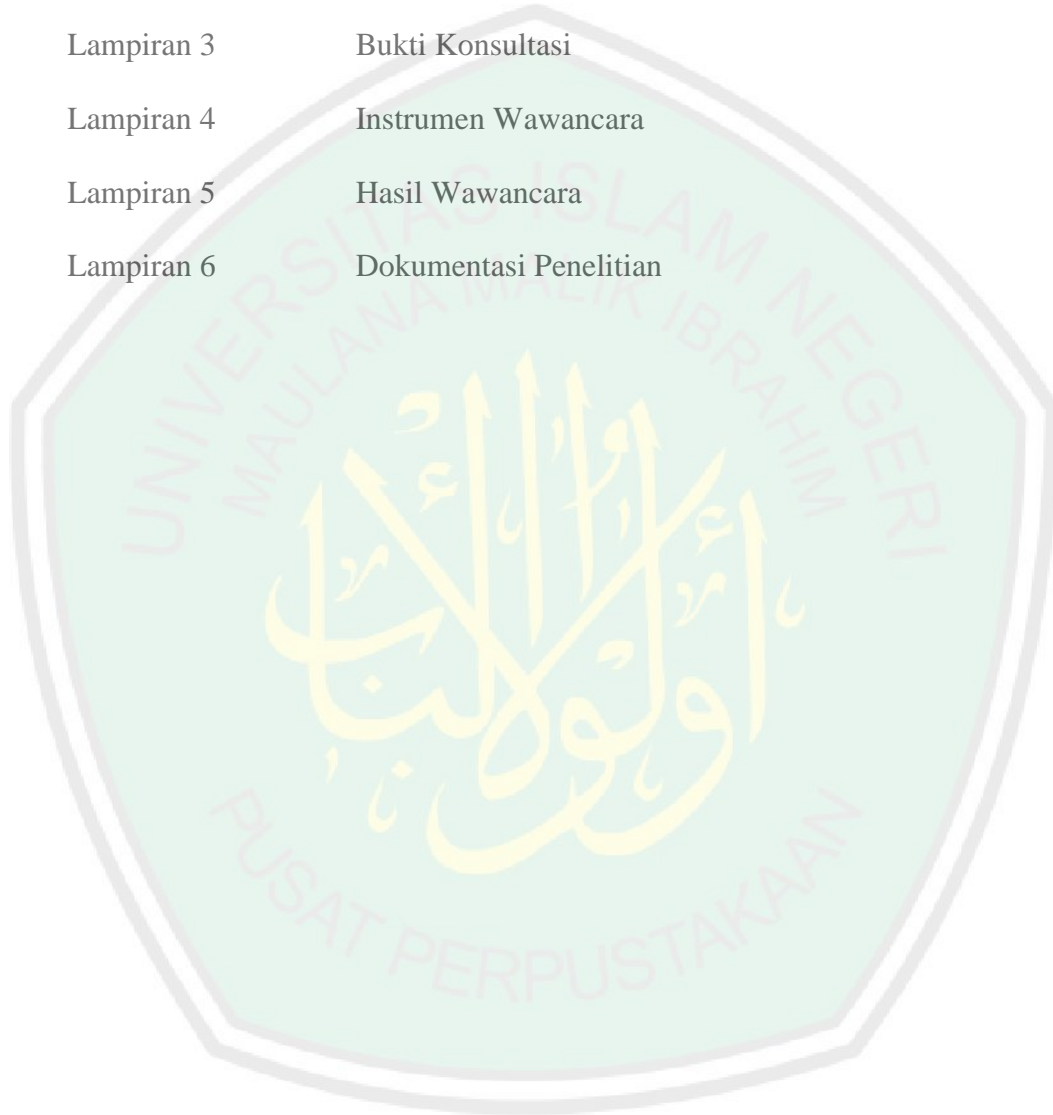 Lampiran 3 Bukti Konsultasi
Lampiran 4 Instrumen Wawancara
Lampiran 5 Hasil Wawancara
Lampiran 6 Dokumentasi Penelitian
UNIVERSITAS ISLAM NEGERI
MAULANA MALIK IBRAHIM
أولوا الألباب
PUSAT PERPUSTAKAAN